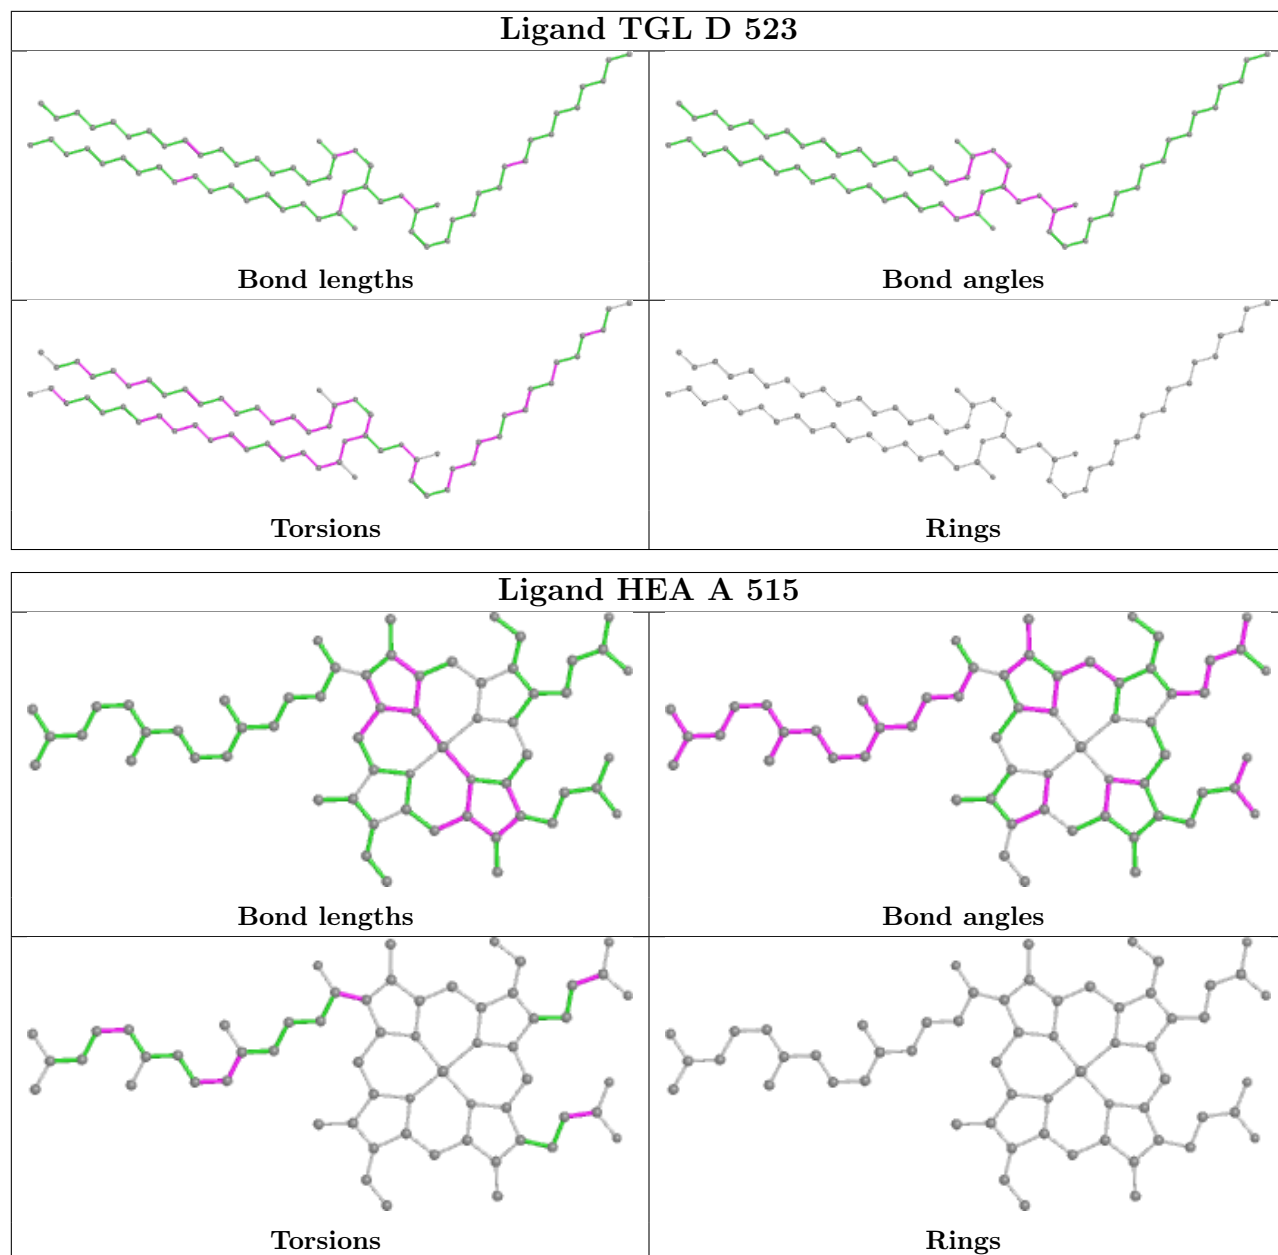 Ligand TGL D 523
Bond lengths
Bond angles
Torsions
Rings
Ligand HEA A 515
Bond lengths
Bond angles
Torsions
Rings